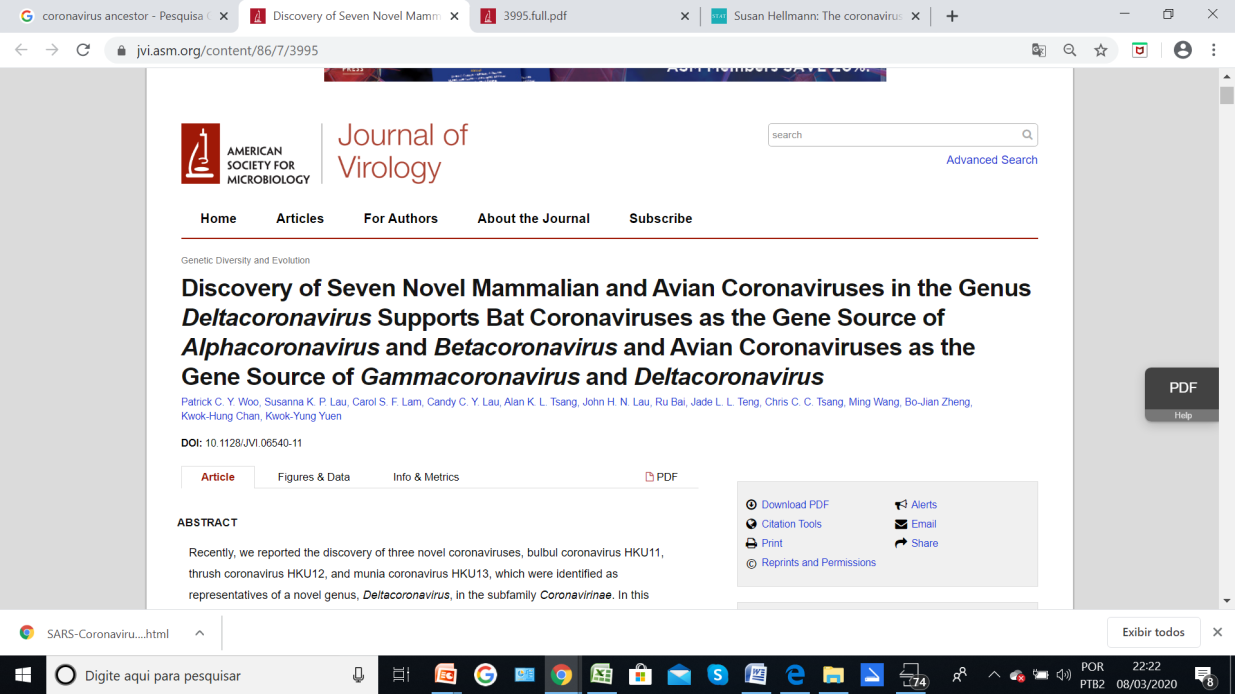 coronavirus ancestor - Pesquisa G
Discovery of Seven Novel Mamm
3995.full.pdf
STAT
Susan Hellmann: The coronavirus
jvi.asm.org/content/86/7/3995
ASM Members SAVE 20%.
AMERICAN
SOCIETY FOR
MICROBIOLOGY
Journal of
Virology
search
Advanced Search
Home Articles For Authors About the Journal Subscribe
Genetic Diversity and Evolution
Discovery of Seven Novel Mammalian and Avian Coronaviruses in the Genus
Deltacoronavirus Supports Bat Coronaviruses as the Gene Source of
Alphacoronavirus and Betacoronavirus and Avian Coronaviruses as the
Gene Source of Gammacoronavirus and Deltacoronavirus
Patrick C. Y. Woo, Susanna K. P. Lau, Carol S. F. Lam, Candy C. Y. Lau, Alan K. L. Tsang, John H. N. Lau, Ru Bai, Jade L. L. Teng, Chris C. C. Tsang, Ming Wang, Bo-Jian Zheng,
Kwok-Hung Chan, Kwok-Yung Yuen
DOI: 10.1128/JVI.06540-11
Article Figures & Data Info & Metrics PDF
ABSTRACT
Recently, we reported the discovery of three novel coronaviruses, bulbul coronavirus HKU11,
thrush coronavirus HKU12, and munia coronavirus HKU13, which were identified as
representatives of a novel genus, Deltacoronavirus, in the subfamily Coronavirinae. In this
Download PDF Alerts
Citation Tools Email
Print Share
Reprints and Permissions
PDF
Help
SARS-Coronaviru....html
Exibir todos
Digite aqui para pesquisar
74
POR
PTB2
22:22
08/03/2020
8